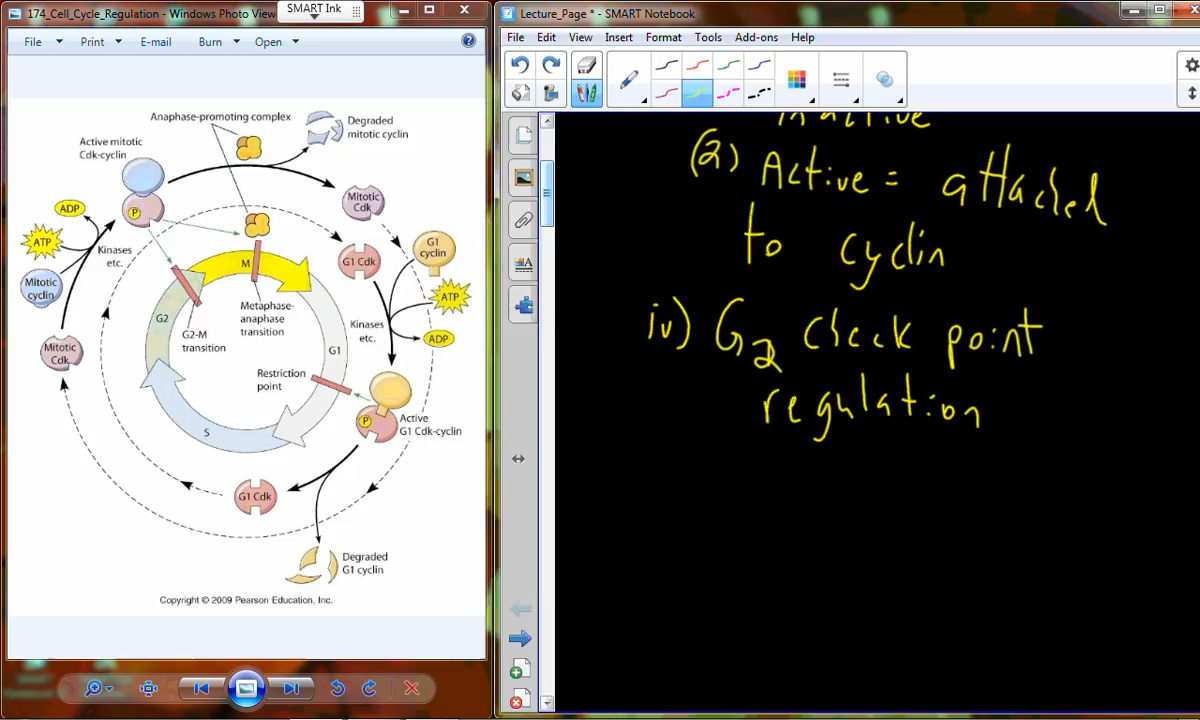 174_Cell_Cycle_Regulation - Windows Photo View
SMART Ink
File Print E-mail Burn Open
Anaphase-promoting complex
Degraded
mitotic cyclin
Active mitotic
Cdk-cyclin
P
ADP
ATP
Kinases
etc.
Mitotic
cyclin
Mitotic
Cdk
Mitotic
Cdk
G1
cyclin
G1 Cdk
ATP
Kinases
etc.
ADP
M
Metaphase-
anaphase
transition
G2
G2-M
transition
G1
Restriction
point
S
P
Active
G1 Cdk-cyclin
G1 Cdk
Degraded
G1 cyclin
Copyright © 2009 Pearson Education, Inc.
Lecture_Page * - SMART Notebook
File Edit View Insert Format Tools Add-ons Help
inactive
(2) Active = attached
to cyclin
iv) G2 check point
regulation